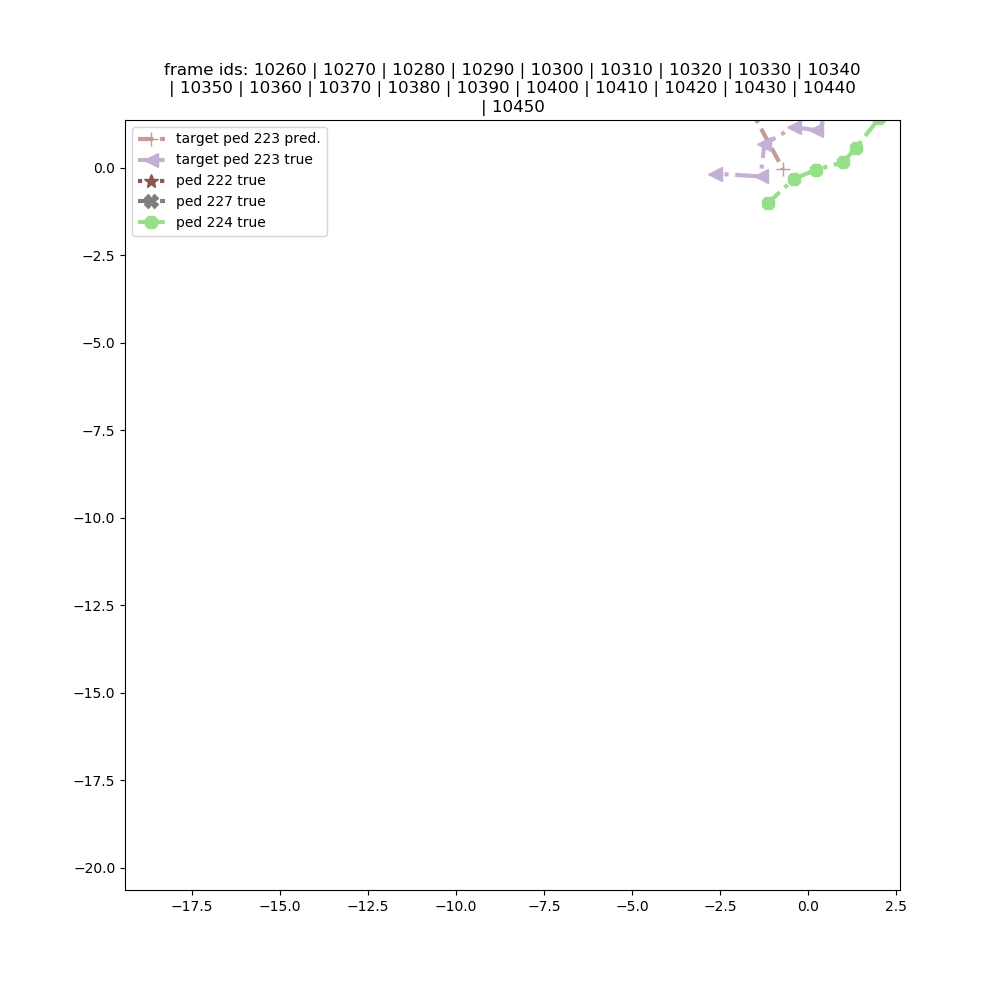 frame ids: 10260 | 10270 | 10280 | 10290 | 10300 | 10310 | 10320 | 10330 | 10340
| 10350 | 10360 | 10370 | 10380 | 10390 | 10400 | 10410 | 10420 | 10430 | 10440
| 10450
target ped 223 pred.
target ped 223 true
ped 222 true
ped 227 true
ped 224 true
0.0
−2.5
−5.0
−7.5
−10.0
−12.5
−15.0
−17.5
−20.0
−17.5 −15.0 −12.5 −10.0 −7.5 −5.0 −2.5 0.0 2.5